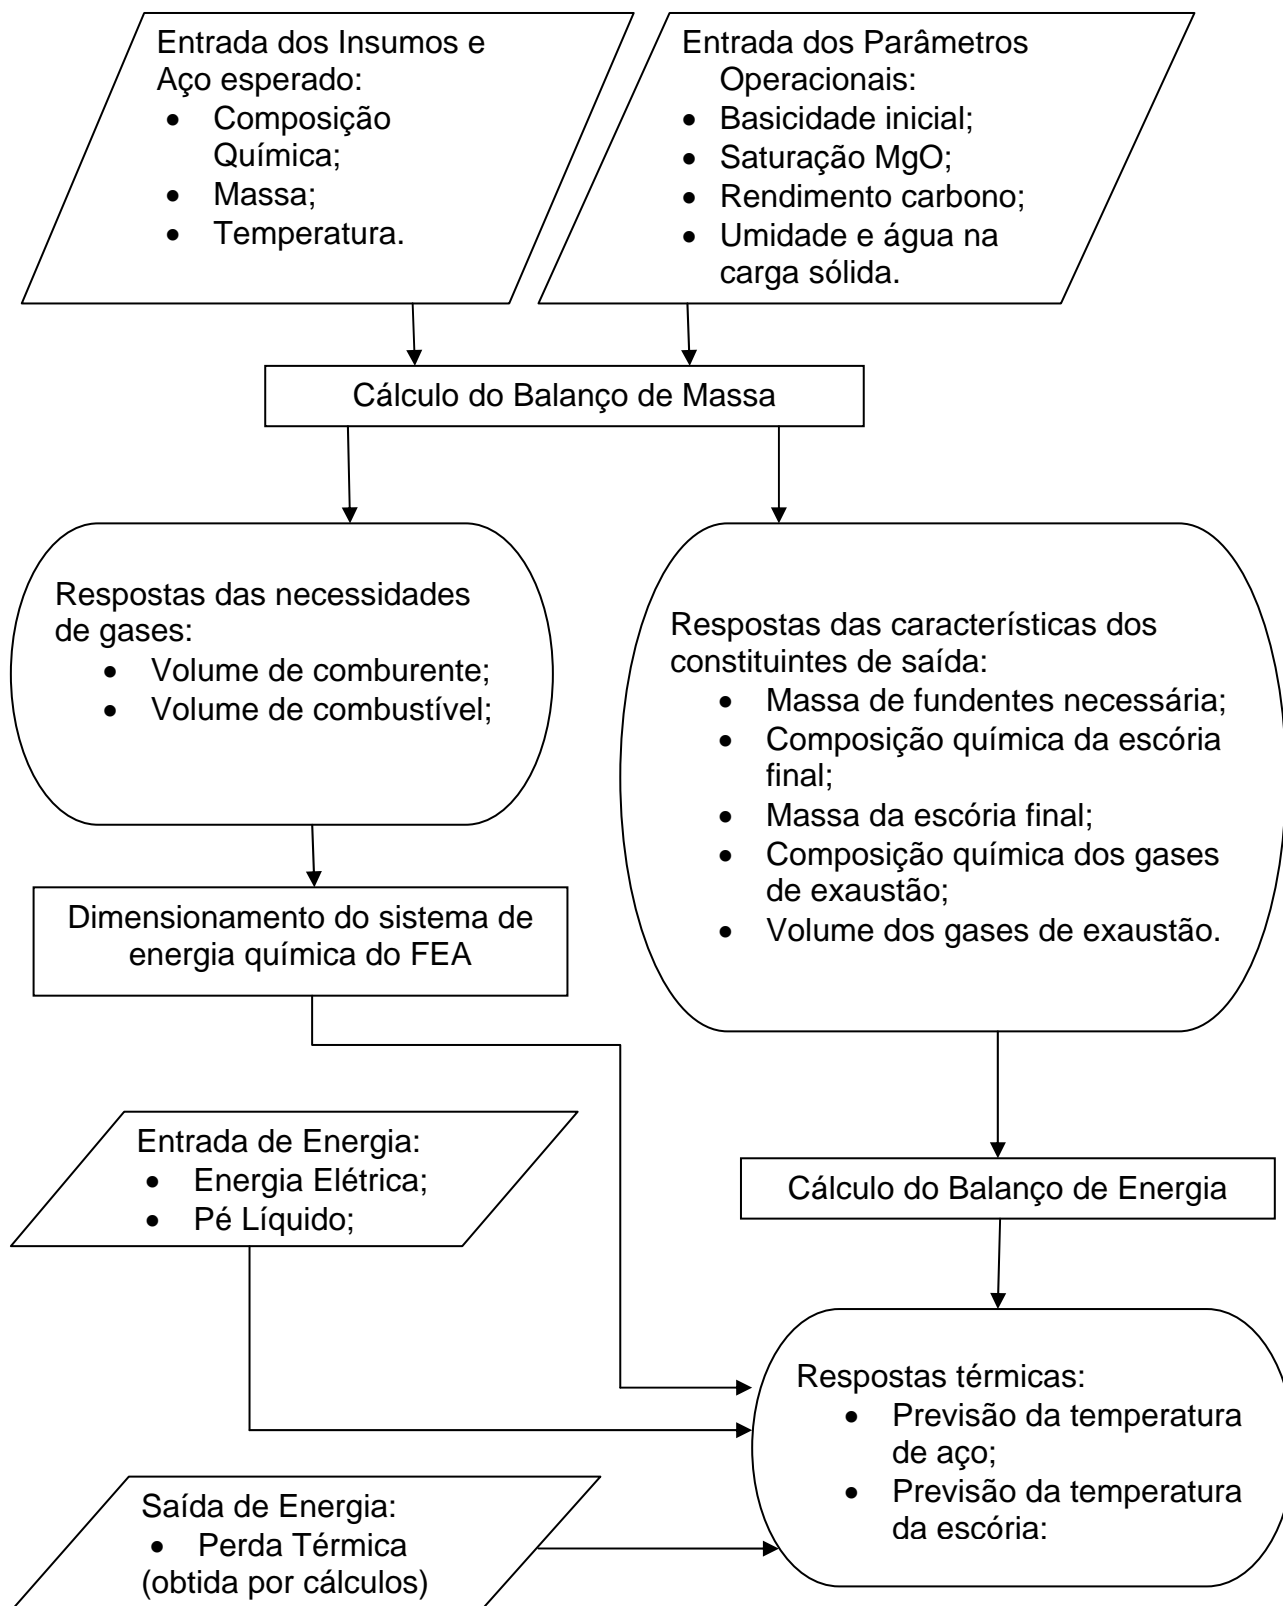 Entrada dos Insumos e
Aço esperado:
• Composição
Química;
• Massa;
• Temperatura.
Entrada dos Parâmetros
Operacionais:
• Basicidade inicial;
• Saturação MgO;
• Rendimento carbono;
• Umidade e água na
carga sólida.
Cálculo do Balanço de Massa
Respostas das necessidades
de gases:
• Volume de comburente;
• Volume de combustível;
Respostas das características dos
constituintes de saída:
• Massa de fundentes necessária;
• Composição química da escória
final;
• Massa da escória final;
• Composição química dos gases
de exaustão;
• Volume dos gases de exaustão.
Dimensionamento do sistema de
energia química do FEA
Entrada de Energia:
• Energia Elétrica;
• Pé Líquido;
Cálculo do Balanço de Energia
Respostas térmicas:
• Previsão da temperatura
de aço;
• Previsão da temperatura
da escória:
Saída de Energia:
• Perda Térmica
(obtida por cálculos)